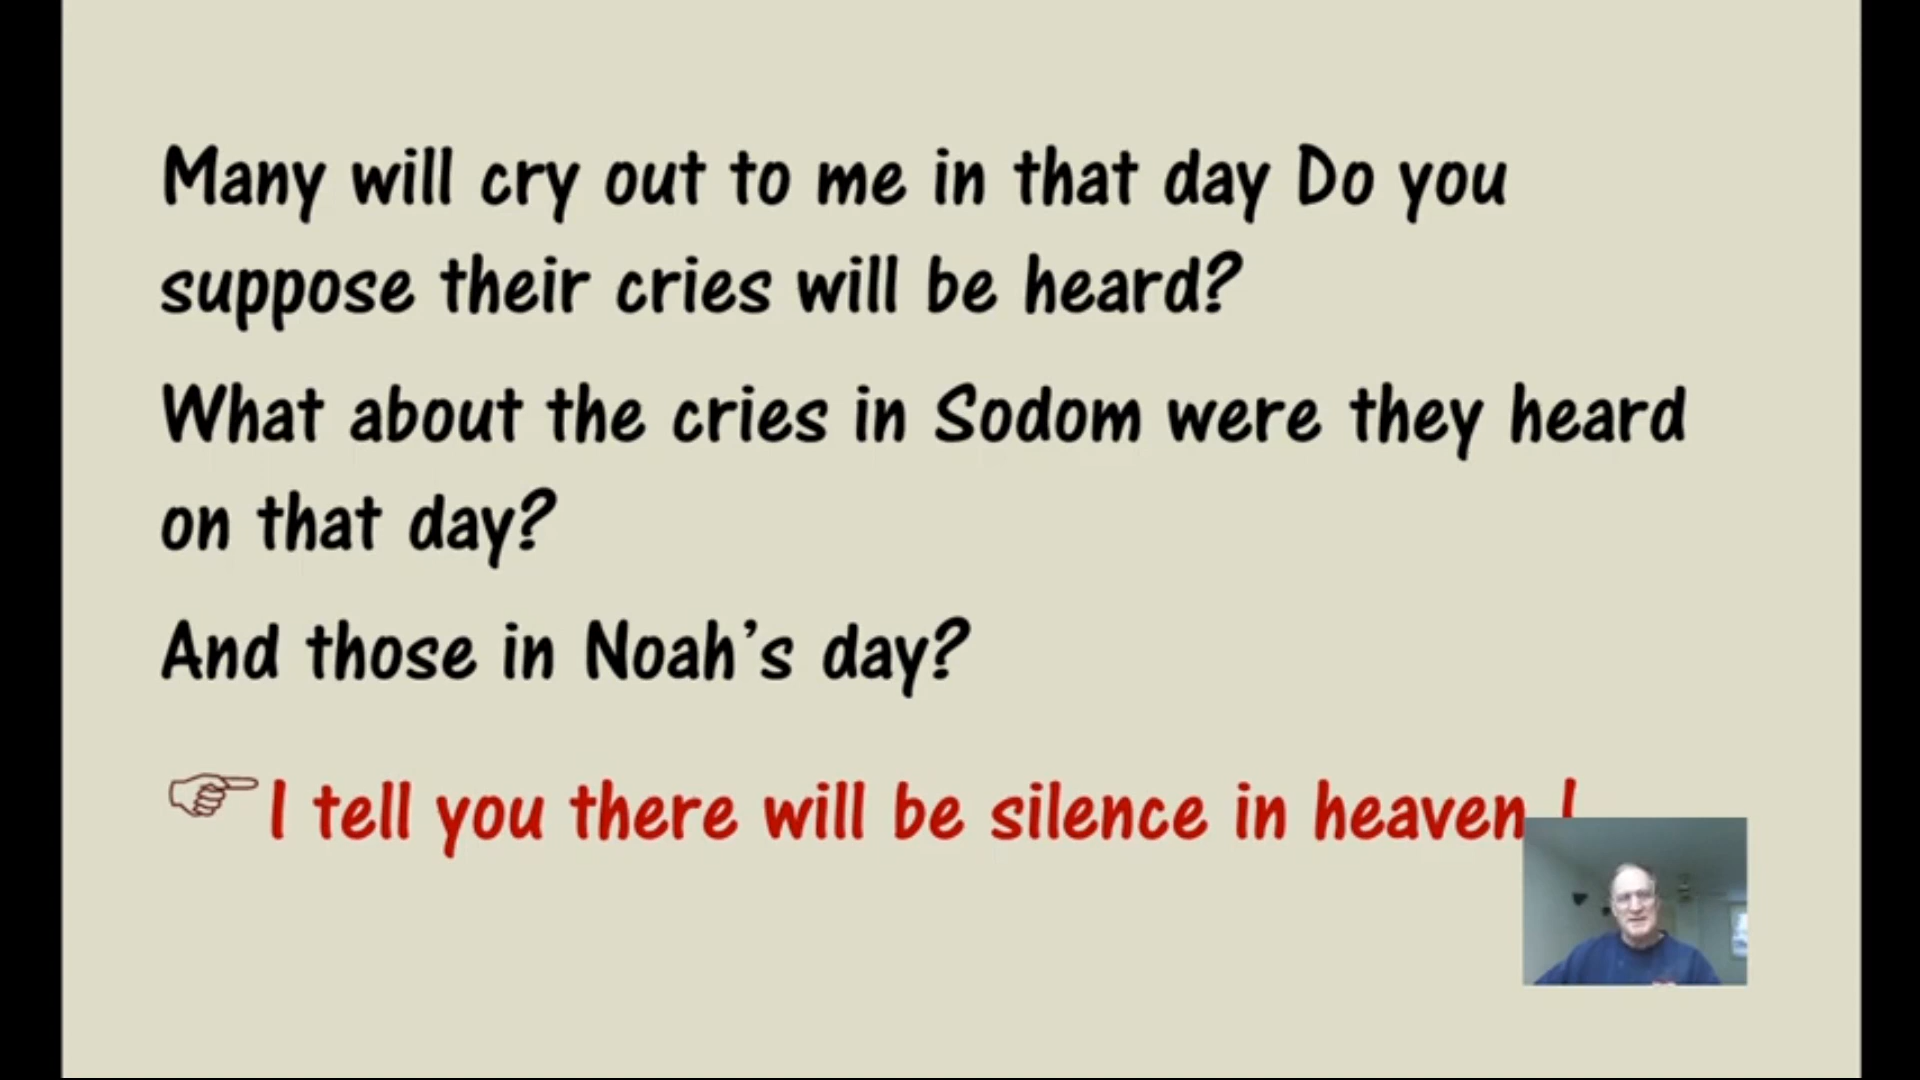 Many will cry out to me in that day Do you
suppose their cries will be heard?
What about the cries in Sodom were they heard
on that day?
And those in Noah's day?
☞I tell you there will be silence in heaven !